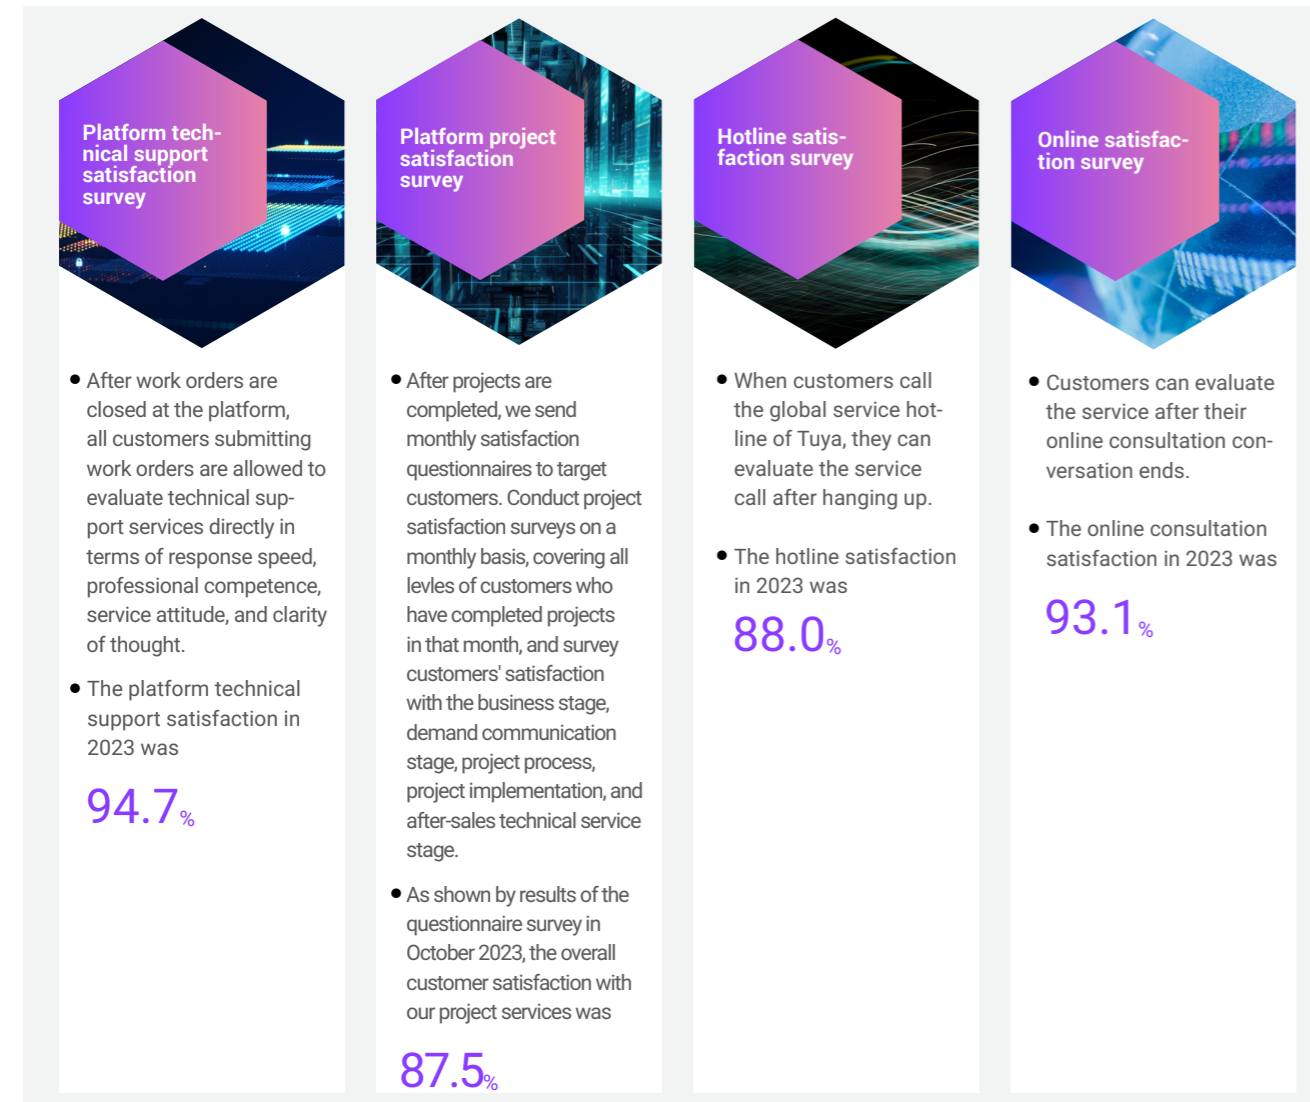 Platform tech-
nical support
satisfaction
survey
After work orders are
closed at the platform,
all customers submitting
work orders are allowed to
evaluate technical sup-
port services directly in
terms of response speed,
professional competence,
service attitude, and clarity
of thought.
The platform technical
support satisfaction in
2023 was
94.7%
Platform project
satisfaction
survey
After projects are
completed, we send
monthly satisfaction
questionnaires to target
customers. Conduct project
satisfaction surveys on a
monthly basis, covering all
levles of customers who
have completed projects
in that month, and survey
customers' satisfaction
with the business stage,
demand communication
stage, project process,
project implementation, and
after-sales technical service
stage.
As shown by results of the
questionnaire survey in
October 2023, the overall
customer satisfaction with
our project services was
87.5%
Hotline satis-
faction survey
When customers call
the global service hot-
line of Tuya, they can
evaluate the service
call after hanging up.
The hotline satisfaction
in 2023 was
88.0%
Online satisfac-
tion survey
Customers can evaluate
the service after their
online consultation con-
versation ends.
The online consultation
satisfaction in 2023 was
93.1%